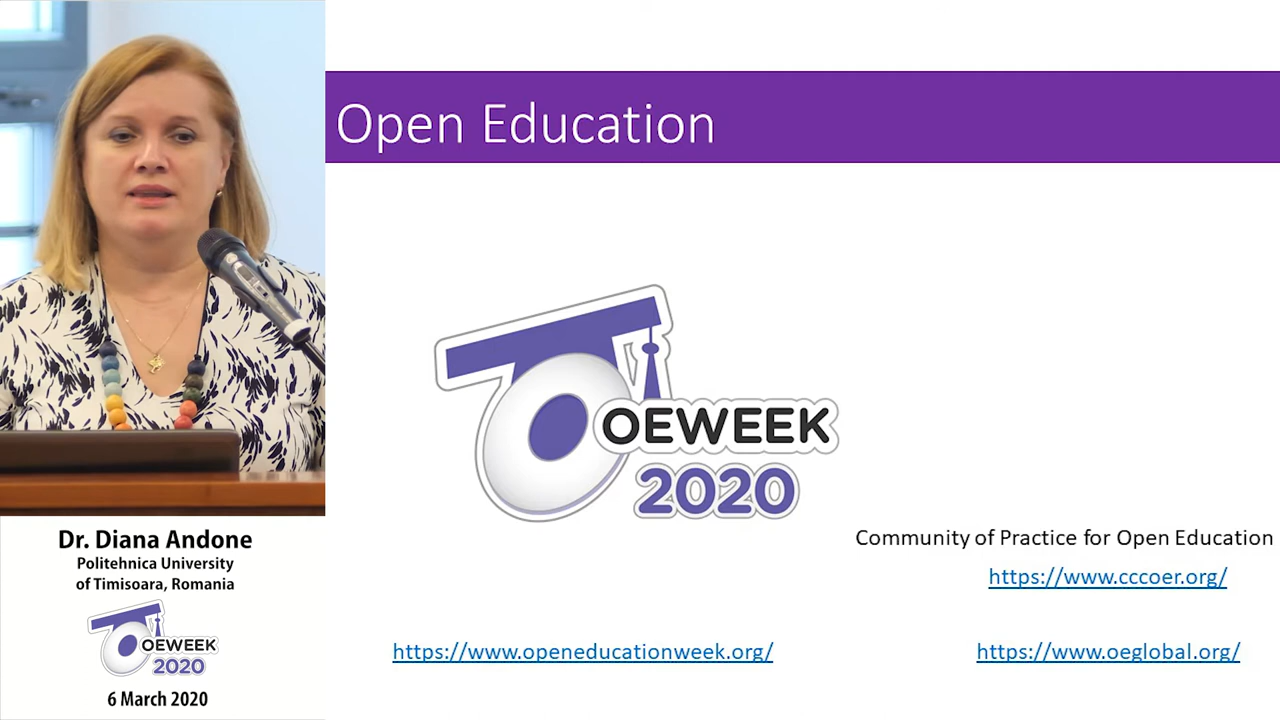 Open Education
OEWEEK
2020
Community of Practice for Open Education
https://www.cccoer.org/
https://www.openeducationweek.org/
https://www.oeglobal.org/
Dr. Diana Andone
Politehnica University
of Timisoara, Romania
OEWEEK
2020
6 March 2020